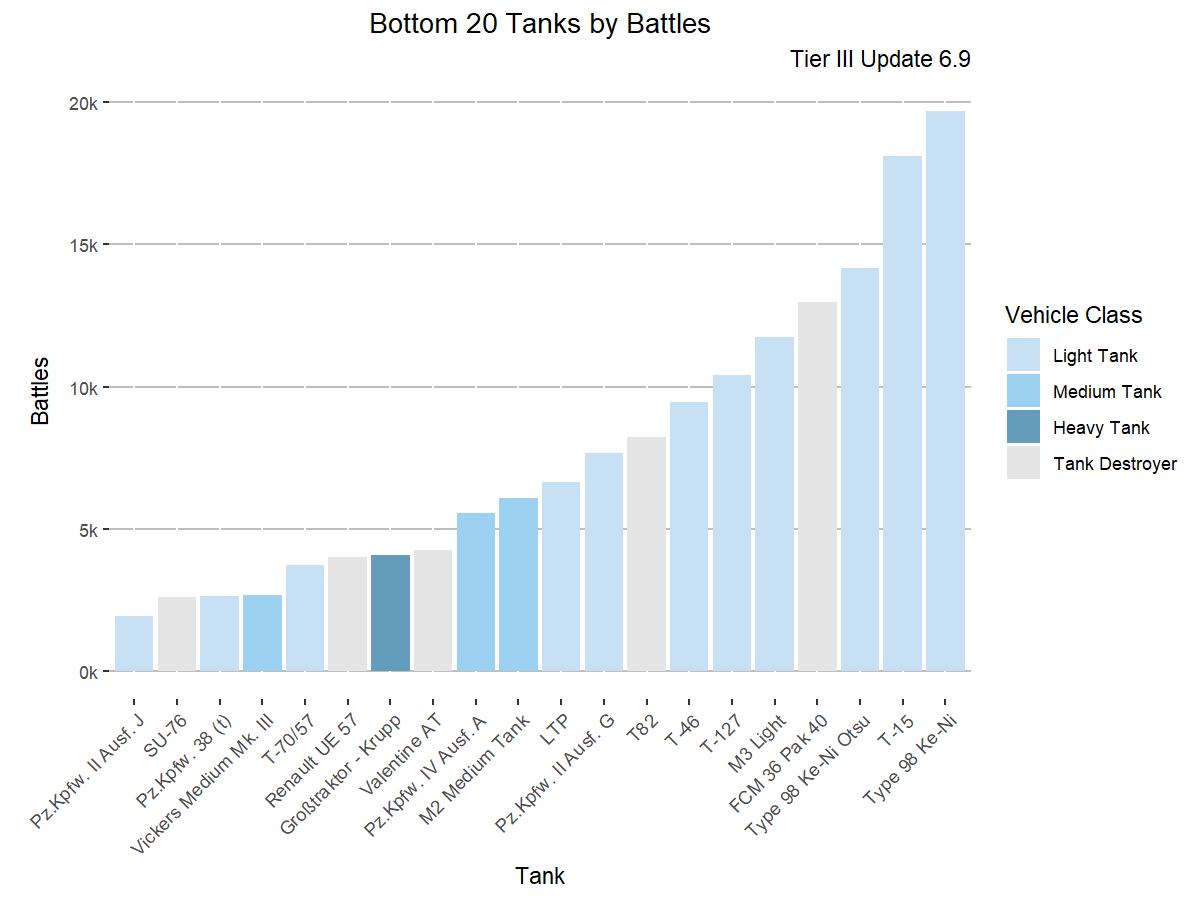 Bottom 20 Tanks by Battles
Tier III Update 6.9
Battles
20k
15k
10k
5k
0k
Pz.Kpfw. II Ausf. J
SU-76
Pz.Kpfw. 38 (t)
Vickers Medium Mk. III
T-70/57
Renault UE 57
Großtraktor - Krupp
Valentine AT
Pz.Kpfw. IV Ausf. A
M2 Medium Tank
LTP
Pz.Kpfw. II Ausf. G
T82
T-46
T-127
M3 Light
FCM 36 Pak 40
Type 98 Ke-Ni Otsu
T-15
Type 98 Ke-Ni
Tank
Vehicle Class
Light Tank
Medium Tank
Heavy Tank
Tank Destroyer